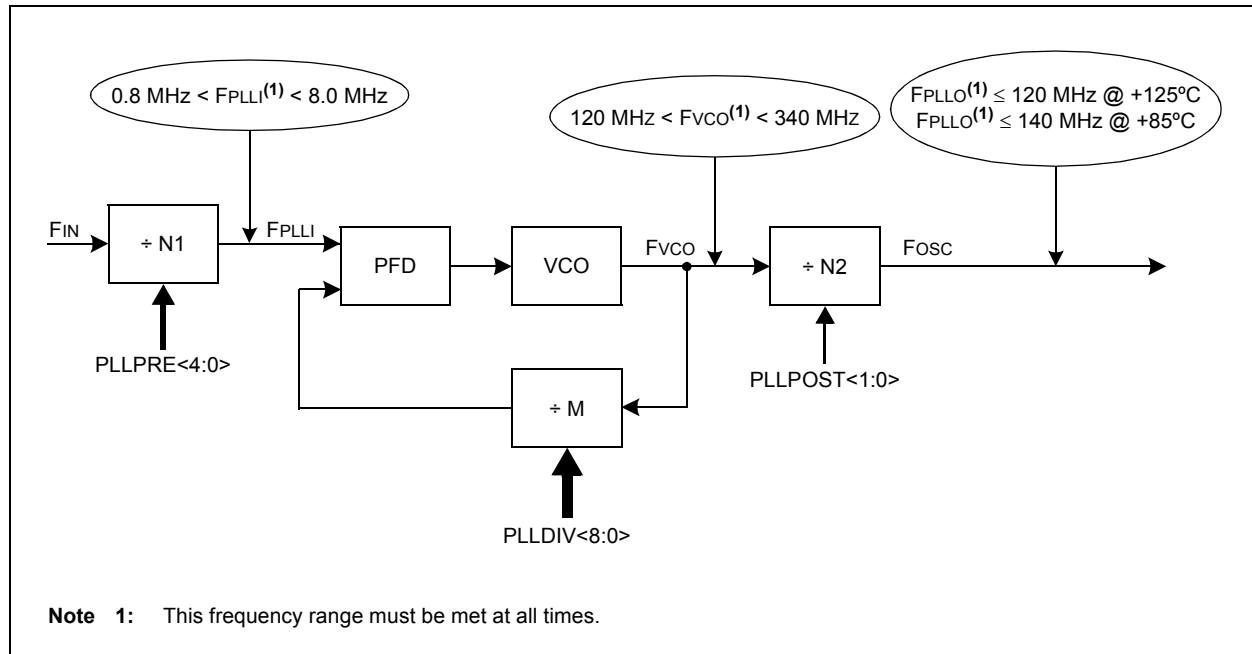 0.8 MHz < FPLLI(1) < 8.0 MHz
120 MHZ < FVCO(1) < 340 MHZ
FPLLO(1) ≤ 120 MHz @ +125ºC
FPLLO(1) ≤ 140 MHz @ +85ºC
FIN
÷ N1
FPLLI
PFD
VCO
FVCO
÷ N2
FOSC
PLLPRE<4:0>
÷ M
PLLPOST<1:0>
PLLDIV<8:0>
Note 1: This frequency range must be met at all times.